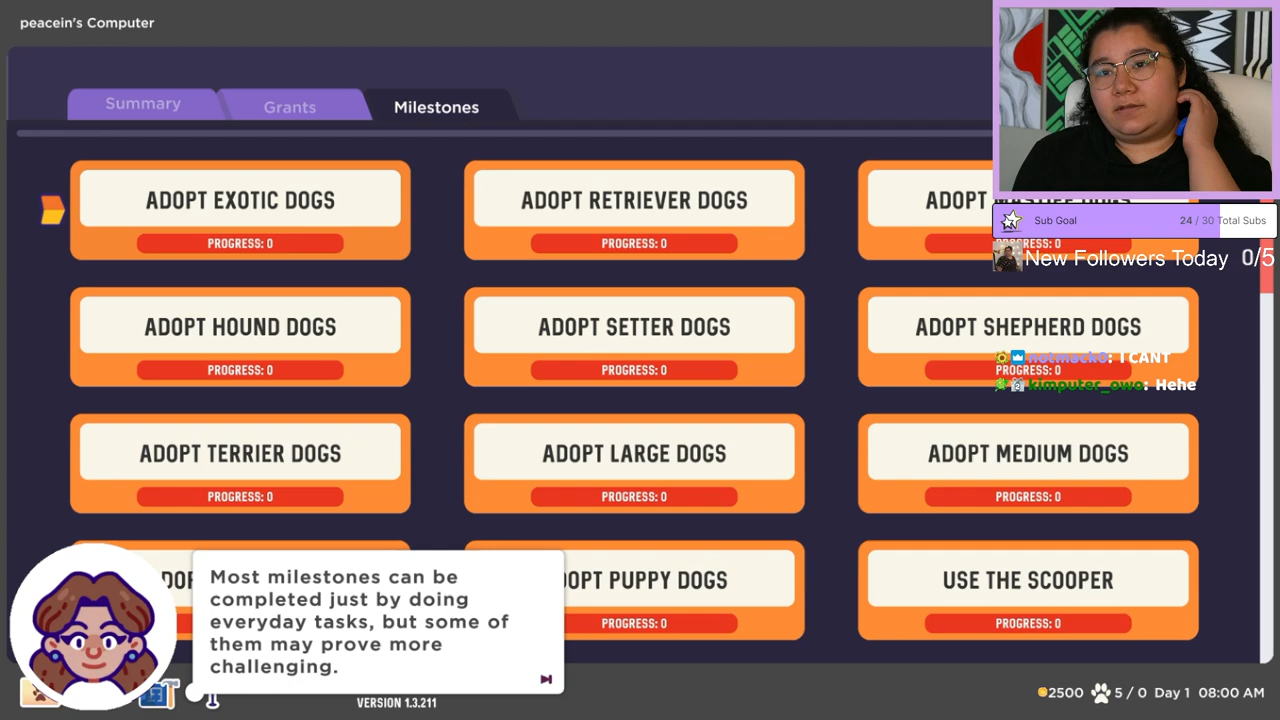 peacein's Computer
Summary
Grants
Milestones
ADOPT EXOTIC DOGS
PROGRESS: 0
ADOPT RETRIEVER DOGS
PROGRESS: 0
ADOPT MASTIFF DOGS
Sub Goal
24 / 30 Total Subs
New Followers Today 0/5
ADOPT HOUND DOGS
PROGRESS: 0
ADOPT SETTER DOGS
PROGRESS: 0
ADOPT SHEPHERD DOGS
PROGRESS: 0
notmack0: I CANT
kimputer_owo: Hehe
ADOPT TERRIER DOGS
PROGRESS: 0
ADOPT LARGE DOGS
PROGRESS: 0
ADOPT MEDIUM DOGS
PROGRESS: 0
OPT PUPPY DOGS
PROGRESS: 0
USE THE SCOOPER
PROGRESS: 0
Most milestones can be
completed just by doing
everyday tasks, but some of
them may prove more
challenging.
VERSION 1.3.211
2500
5 / 0
Day 1
08:00 AM